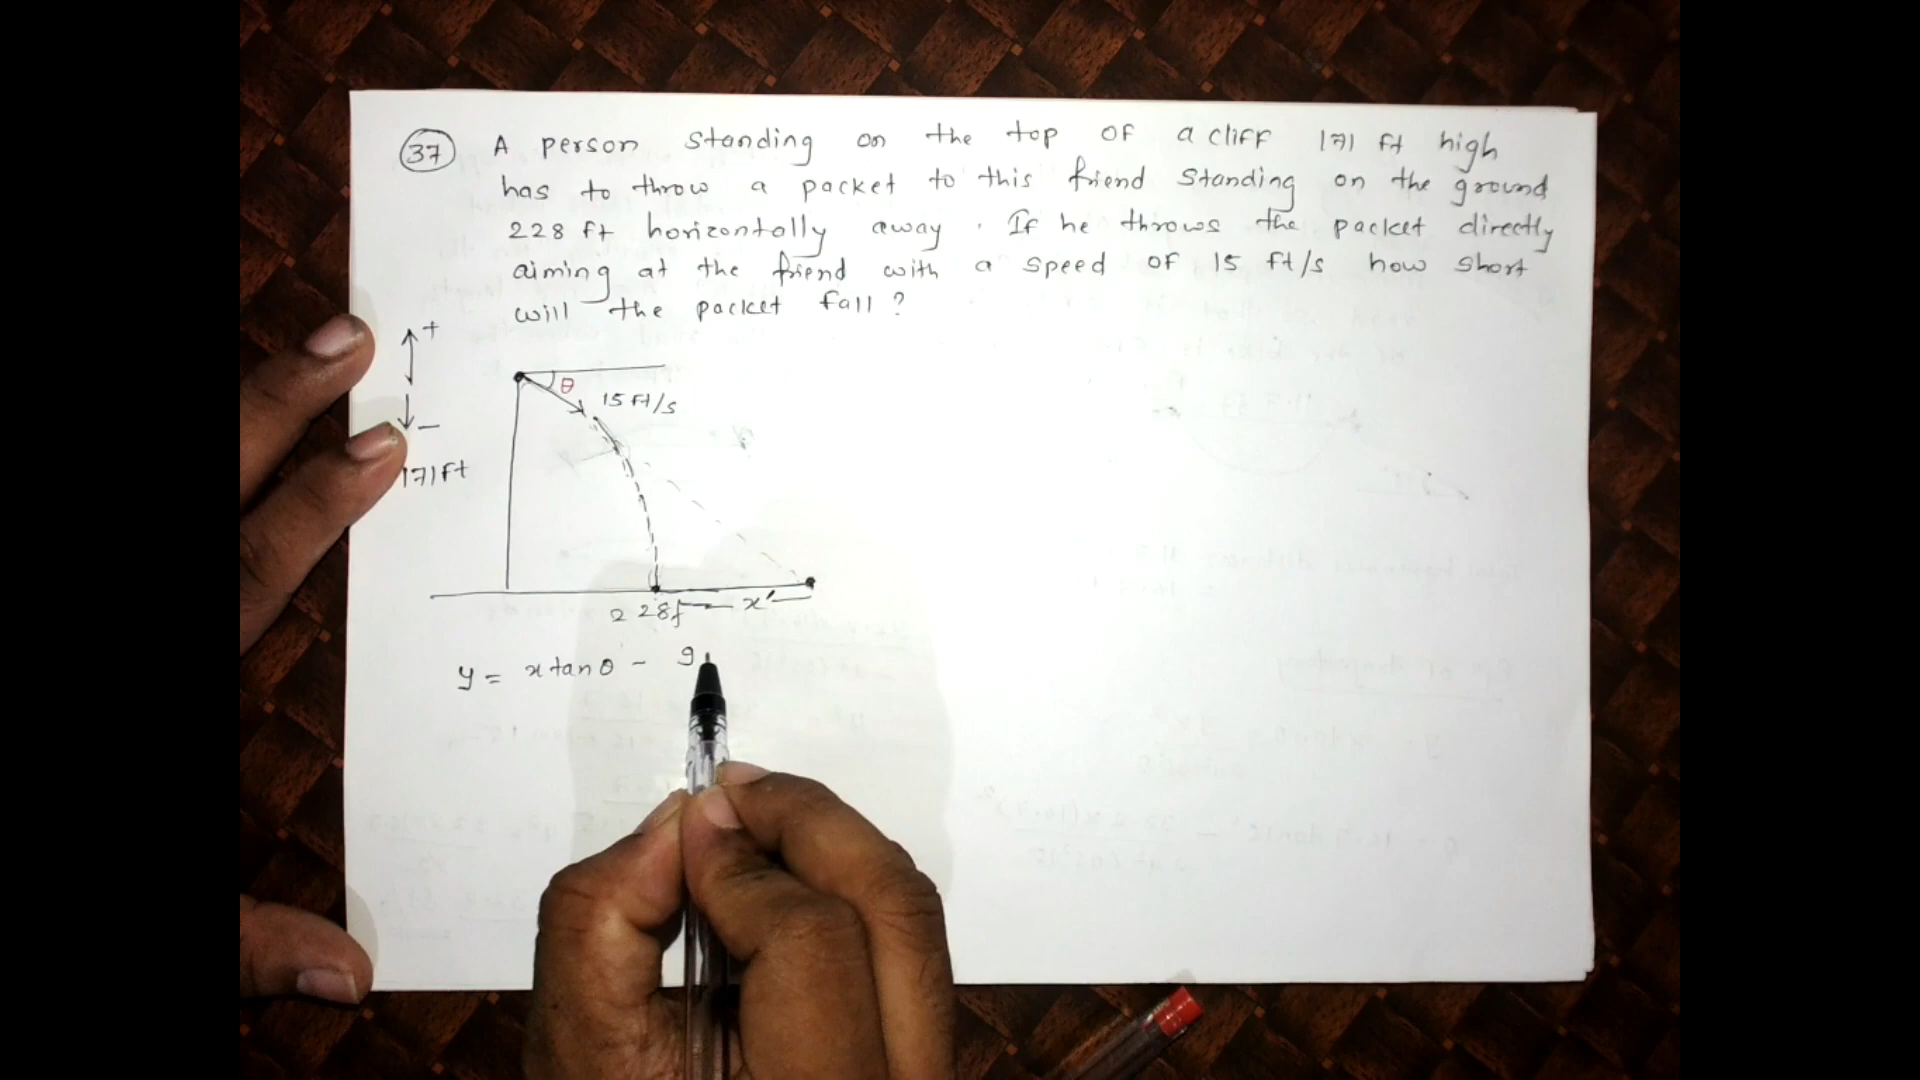 37 A person standing on the top of a cliff 171 ft high
has to throw a packet to this friend standing on the ground
228 ft horizontally away. If he throws the packet directly
aiming at the friend with a speed of 15 ft/s how short
will the packet fall?
+
θ
15 ft/s
−
171ft
228f x'
y = x tan θ − g